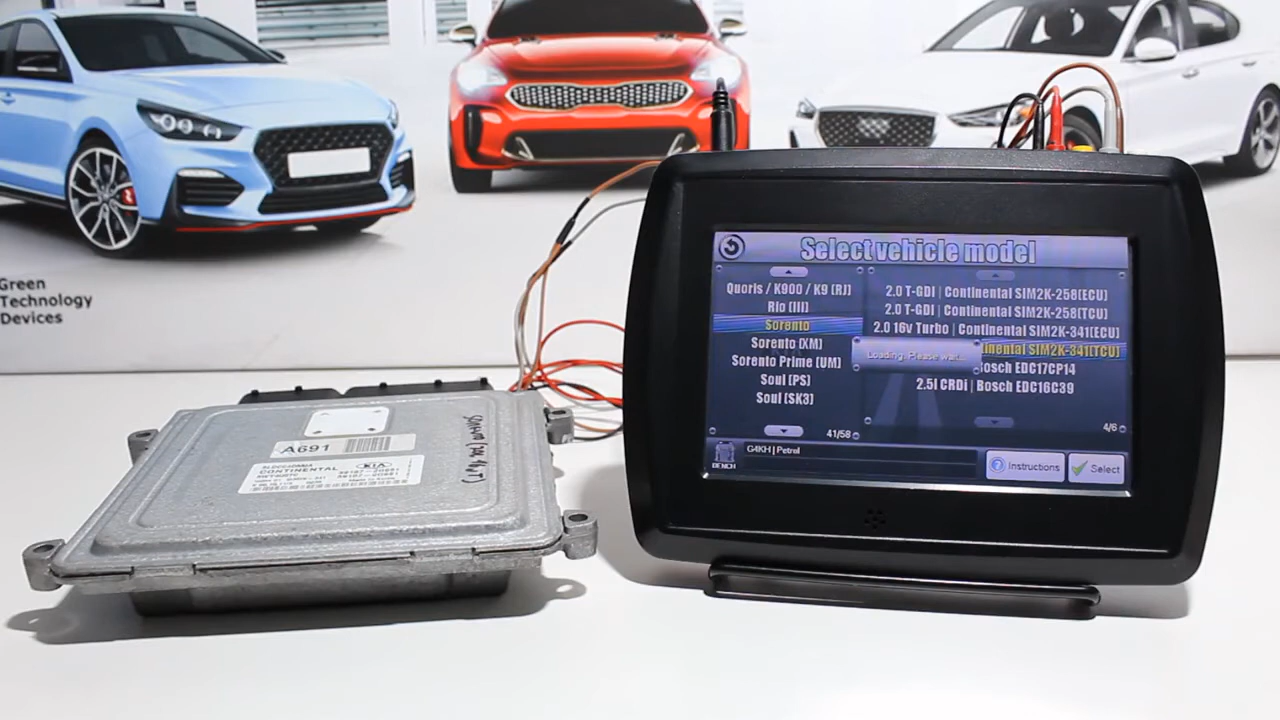 Green
Technology
Devices
A691
CONTINENTAL
KIA
Select vehicle model
Quoris / K900 / K9 (RJ)
Rio (III)
Sorento
Sorento (XM)
Sorento Prime (UM)
Soul (PS)
Soul (SK3)
41/58
2.0 T-GDI | Continental SIM2K-258(ECU)
2.0 T-GDI | Continental SIM2K-258(TCU)
2.0 16v Turbo | Continental SIM2K-341(ECU)
inental SIM2K-341(TCU)
Bosch EDC17CP14
2.5l CRDi | Bosch EDC16C39
4/6
Loading. Please wait...
BENCH
G4KH | Petrol
Instructions
Select